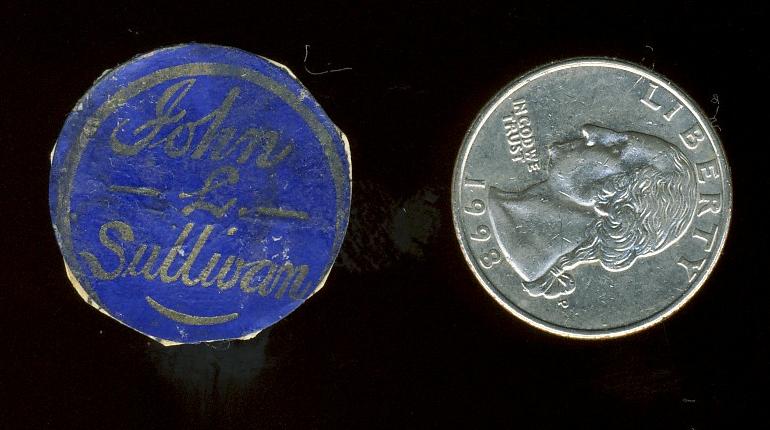 John
L.
Sullivan
LIBERTY
IN GOD WE
TRUST
1998
P